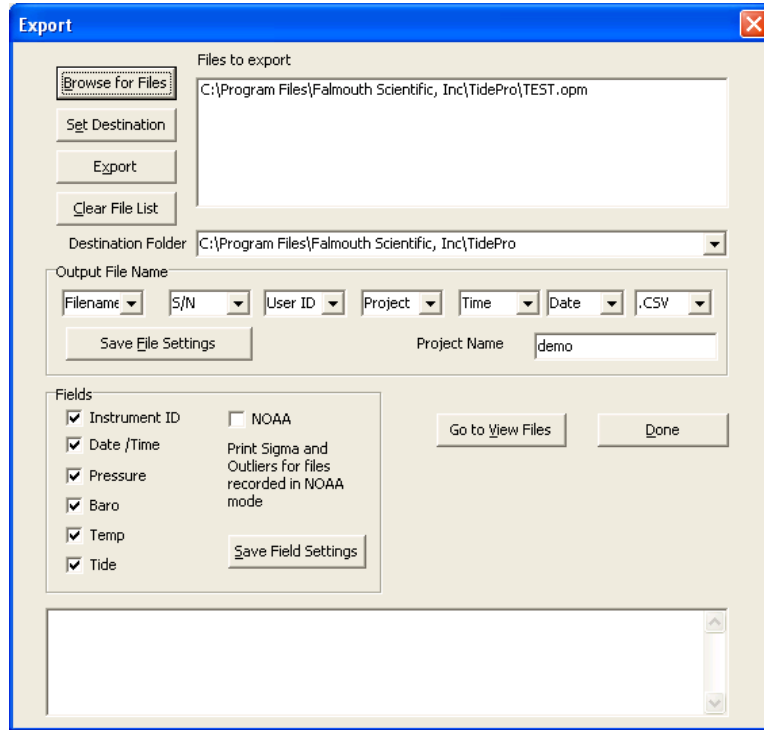 Export
Files to export
Browse for Files
C:\Program Files\Falmouth Scientific, Inc\TidePro\TEST.opm
Set Destination
Export
Clear File List
Destination Folder C:\Program Files\Falmouth Scientific, Inc\TidePro
Output File Name
Filename S/N User ID Project Time Date .CSV
Save File Settings Project Name demo
Fields
Instrument ID
Date /Time
Pressure
Baro
Temp
Tide
NOAA
Print Sigma and
Outliers for files
recorded in NOAA
mode
Save Field Settings
Go to View Files
Done